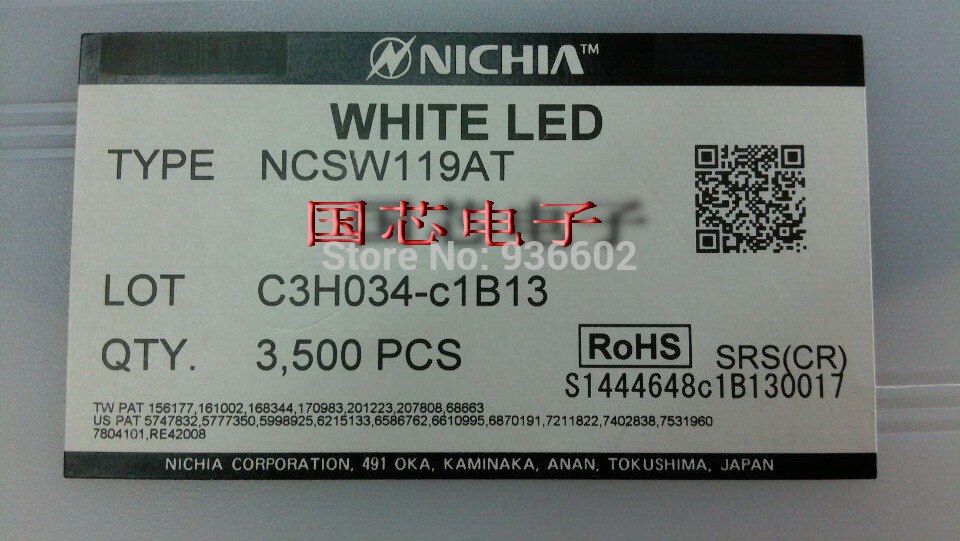 NICHIA™
WHITE LED
TYPE NCSW119AT
国芯电子
Store No: 936602
LOT C3H034-c1B13
QTY. 3,500 PCS
RoHS SRS(CR)
S1444648c1B130017
TW PAT 156177,161002,168344,170983,201223,207808,68663
US PAT 5747832,5777350,5998925,6215133,6586762,6610995,6870191,7211822,7402838,7531960
7804101,RE42008
NICHIA CORPORATION, 491 OKA, KAMINAKA, ANAN, TOKUSHIMA, JAPAN